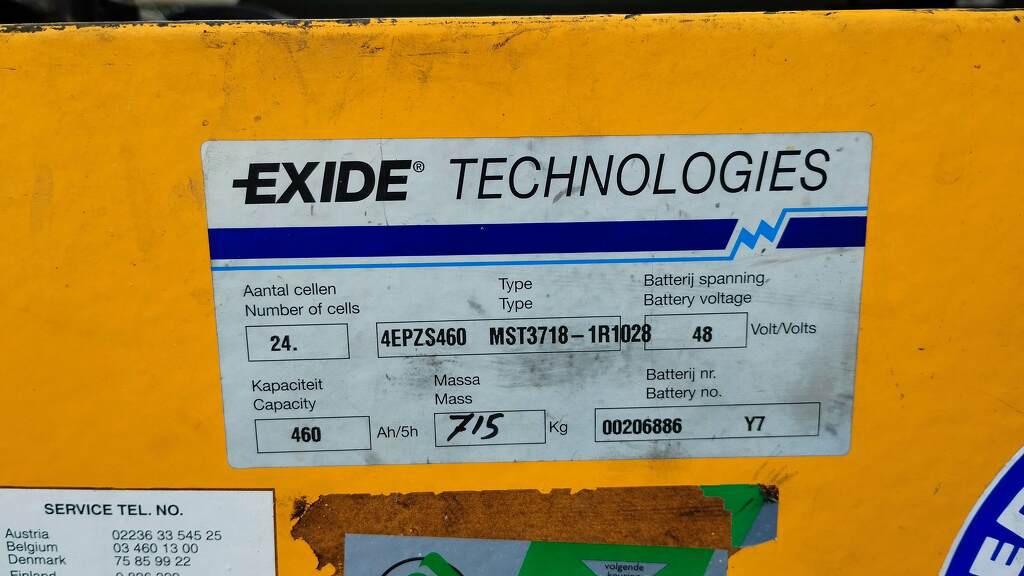 EXIDE® TECHNOLOGIES
Aantal cellen
Number of cells
24.
Type
Type
4EPZS460 MST3718-1R1028
Batterij spanning
Battery voltage
48 Volt/Volts
Kapaciteit
Capacity
460 Ah/5h
Massa
Mass
715 Kg
Batterij nr.
Battery no.
00206886 Y7
SERVICE TEL. NO.
Austria 02236 33 545 25
Belgium 03 460 13 00
Denmark 75 85 99 22
Finland
volgende